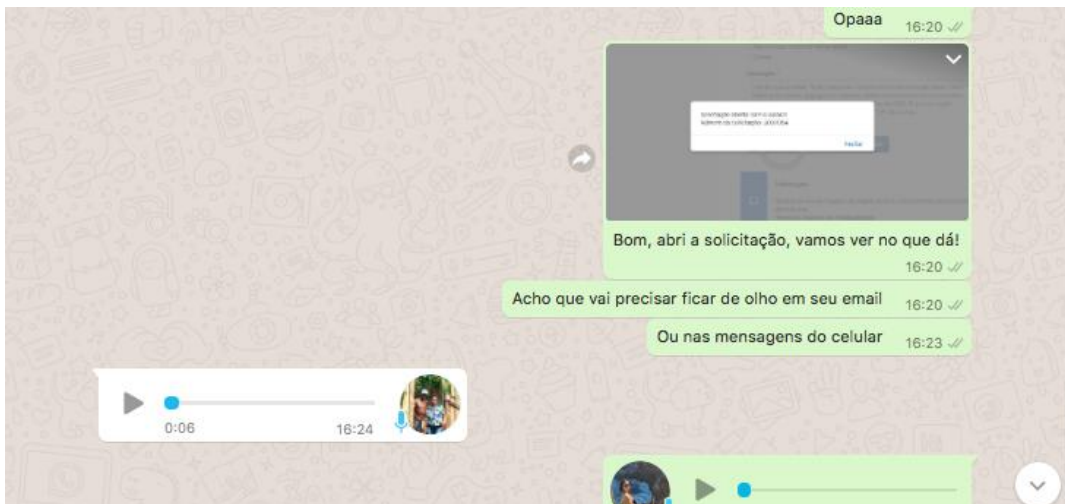 Opaaa 16:20
Bom, abri a solicitação, vamos ver no que dá!
16:20
Acho que vai precisar ficar de olho em seu email 16:20
Ou nas mensagens do celular 16:23
0:06 16:24